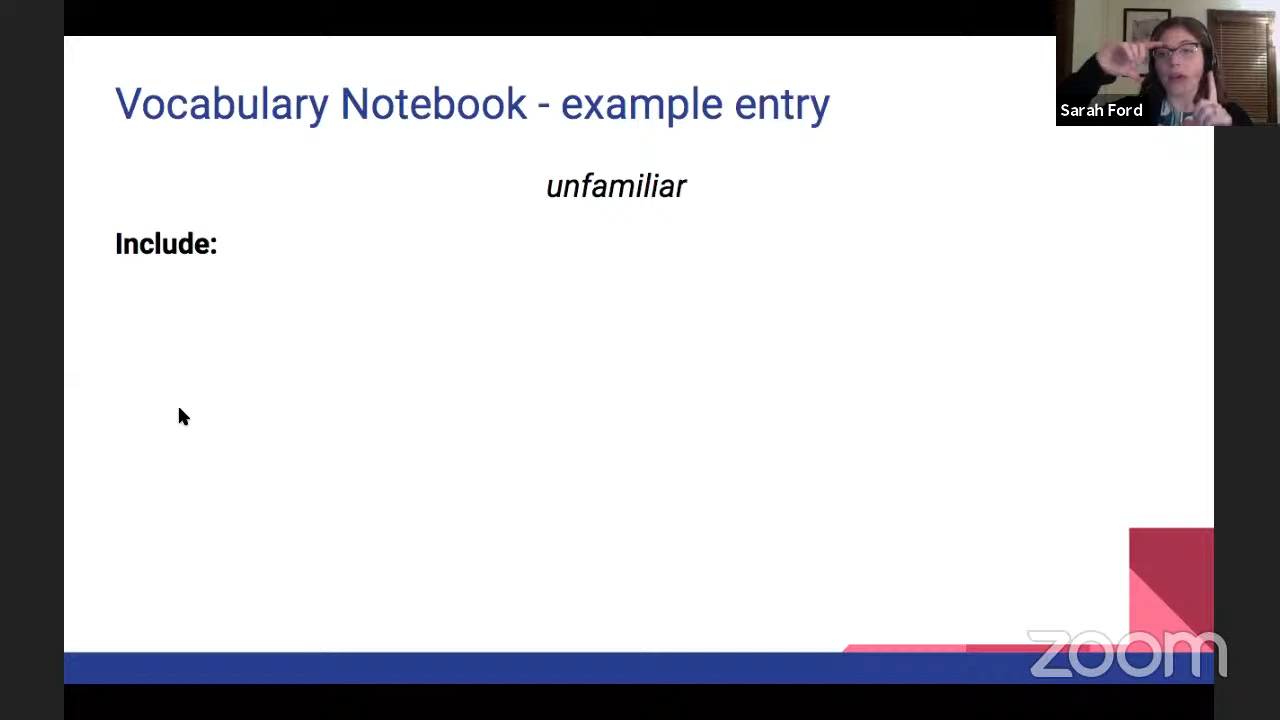 Vocabulary Notebook - example entry
Sarah Ford
unfamiliar
Include:
zoom